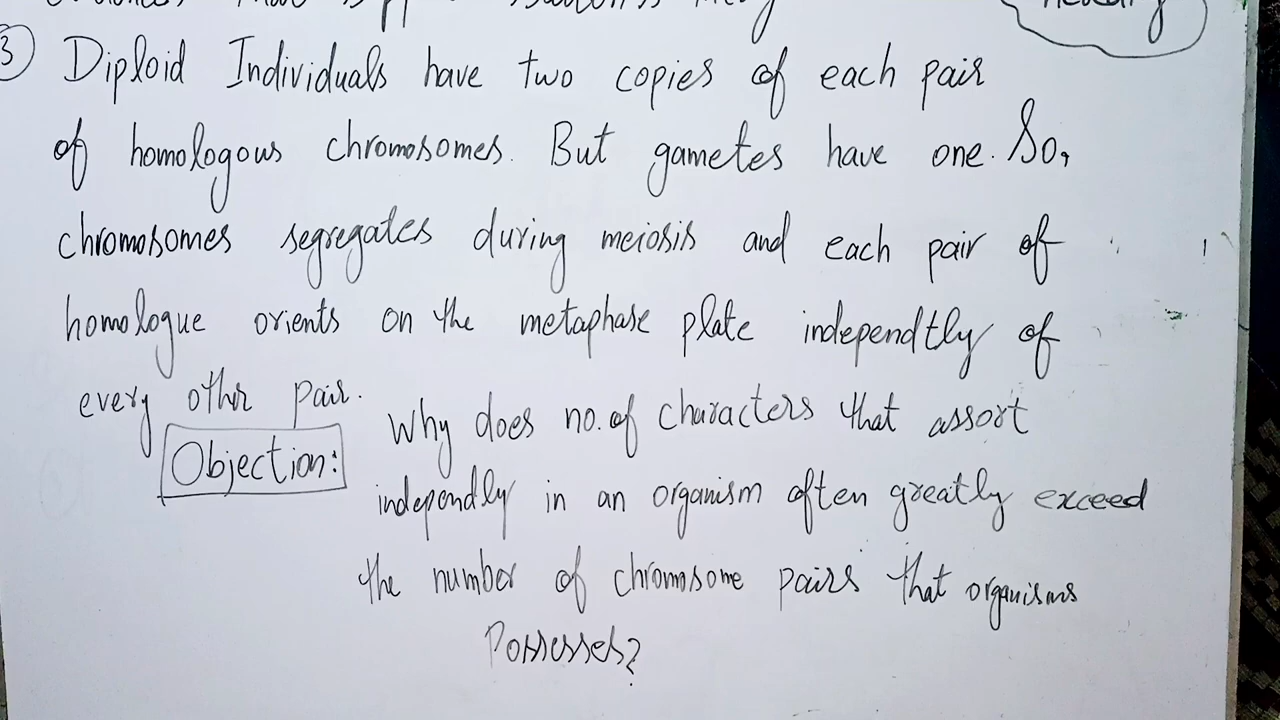 3 Diploid Individuals have two copies of each pair
of homologous chromosomes. But gametes have one. So,
chromosomes segregates during meiosis and each pair of
homologue orients on the metaphase plate independtly of
every other pair.
Objection: Why does no. of characters that assort
independly in an organism often greatly exceed
the number of chromosome pairs that organisms
Possesses?